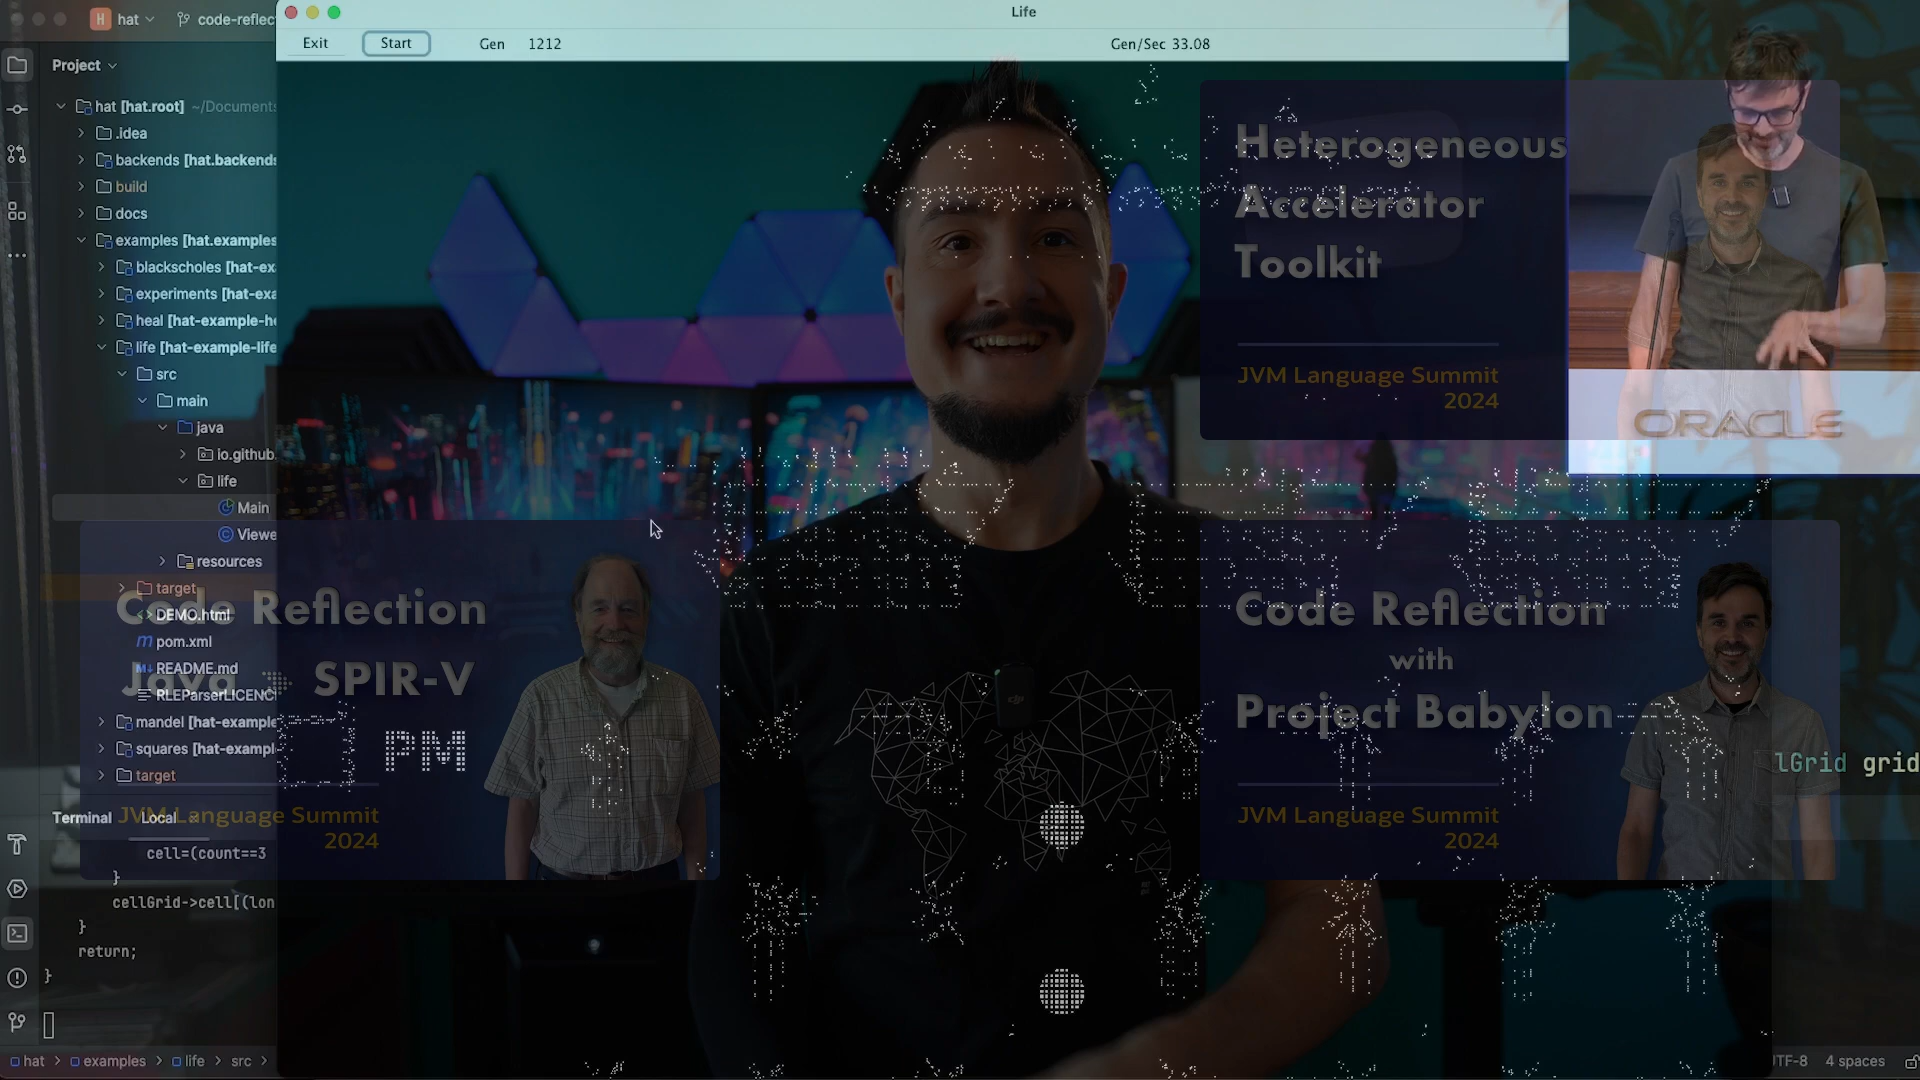 hat
code-reflec
Life
Exit
Start
Gen 1212
Gen/Sec 33.08
Project
hat [hat.root] ~/Documents
.idea
backends [hat.backends
build
docs
examples [hat.examples
blackscholes [hat-ex
experiments [hat-exa
heal [hat-example-he
life [hat-example-life
src
main
java
io.github.
life
Main
Viewe
resources
target
DEMO.html
pom.xml
README.md
RLEParserLICENC
mandel [hat-example
squares [hat-exampl
target
Heterogeneous
Accelerator
Toolkit
JVM Language Summit
2024
ORACLE
Code Reflection
Java SPIR-V
PM
JVM Language Summit
2024
Code Reflection
with
Project Babylon
JVM Language Summit
2024
lGrid grid
Terminal Local
cell=(count==3
}
cellGrid->cell[(lon
}
return;
}
hat > examples > life > src >
TF-8 4 spaces